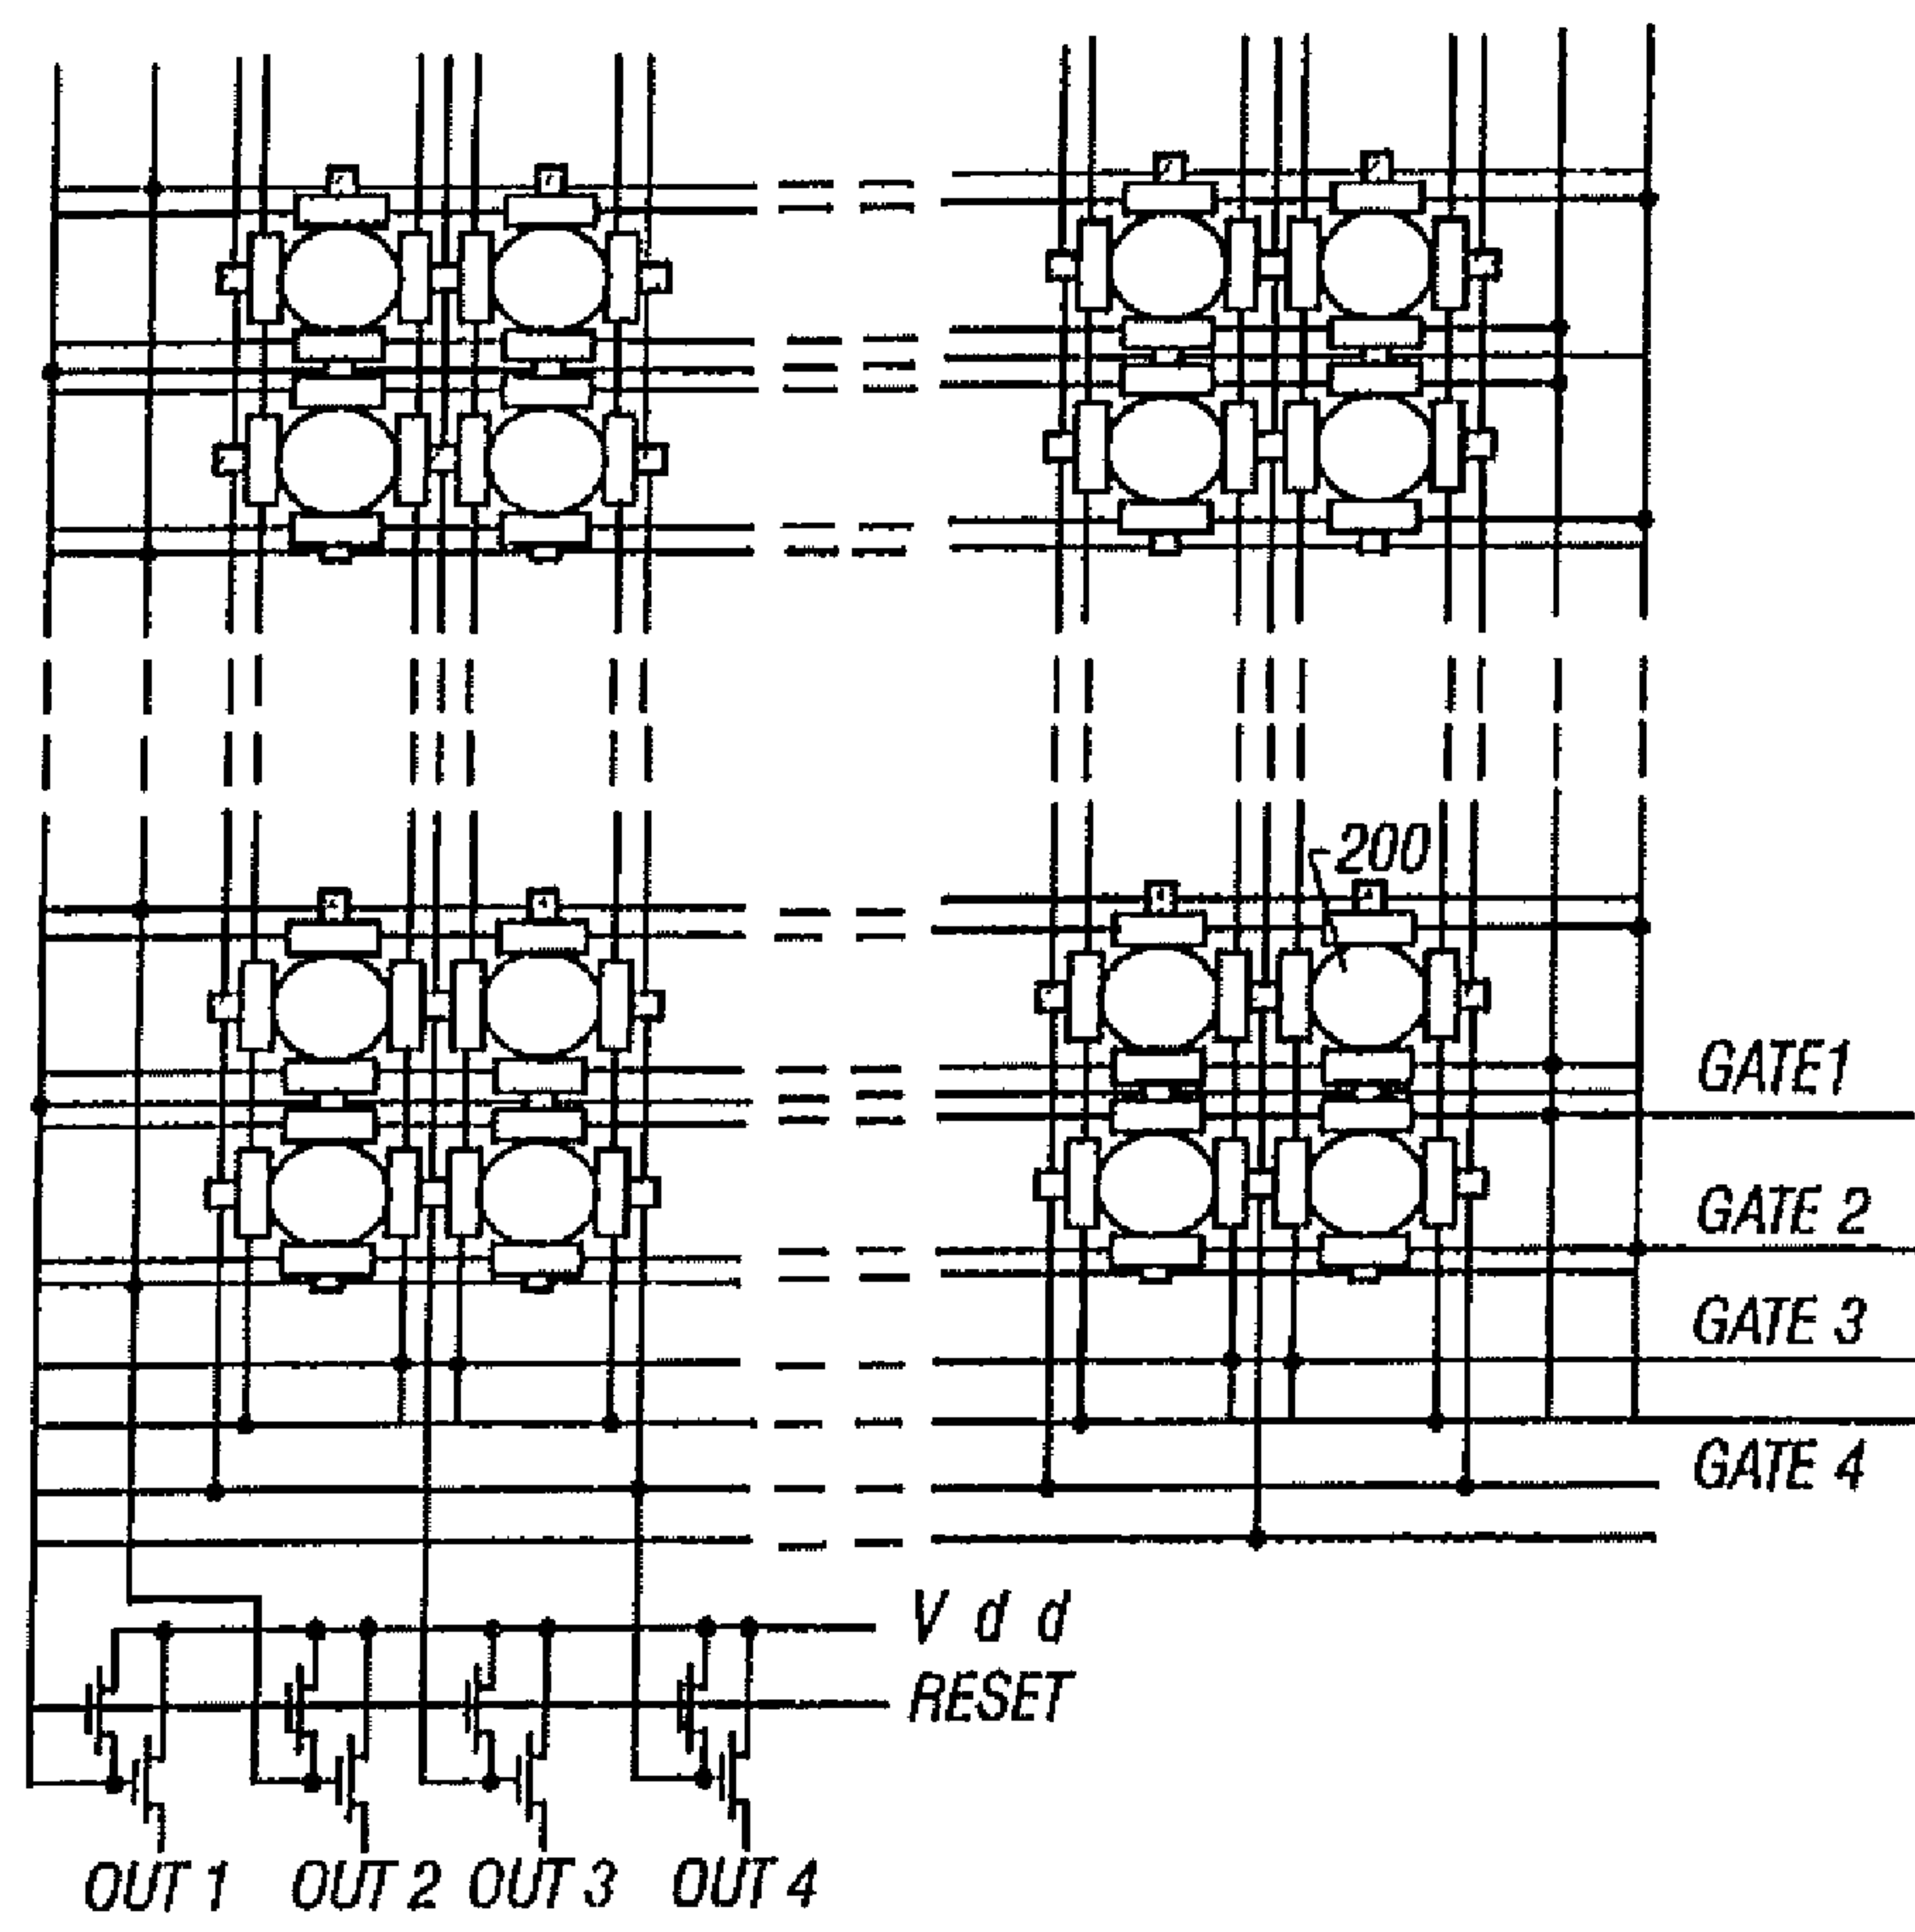 200
GATE1
GATE 2
GATE 3
GATE 4
V d d
RESET
OUT 1 OUT 2 OUT 3 OUT 4